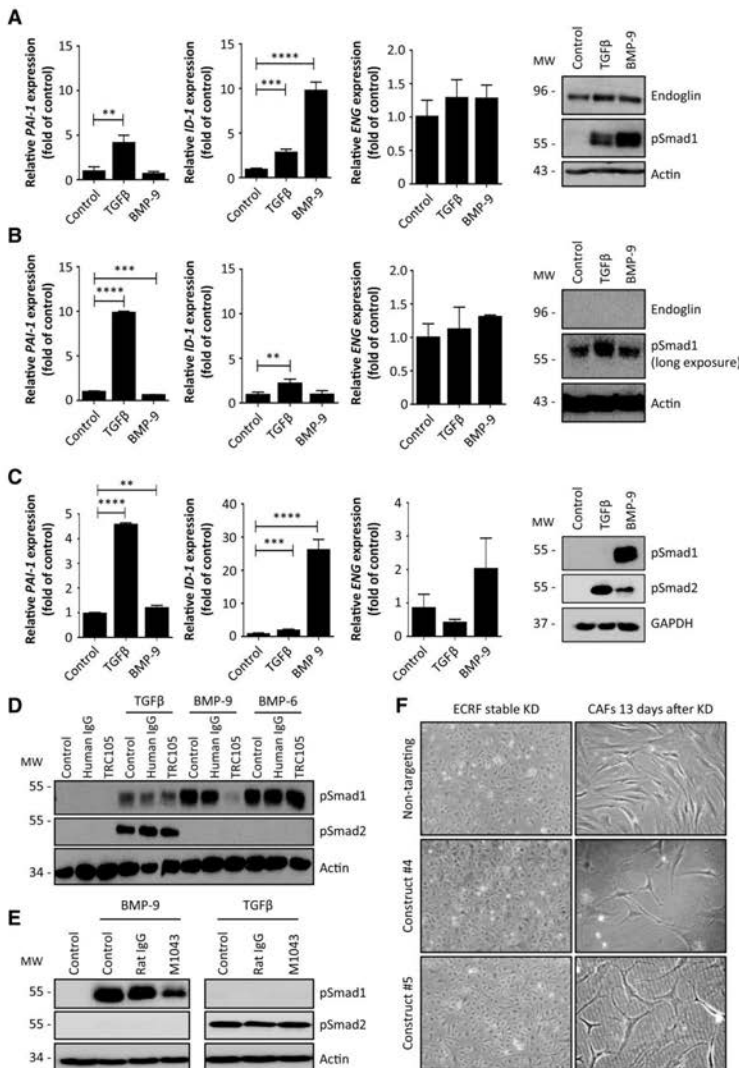 A
Relative PAI-1 expression
(fold of control)
15
10
5
0
Control
TGFβ
BMP-9
**
Relative ID-1 expression
(fold of control)
15
10
5
0
Control
TGFβ
BMP-9
***
****
Relative ENG expression
(fold of control)
2.0
1.5
1.0
0.5
0.0
Control
TGFβ
BMP-9
MW
Control
TGFβ
BMP-9
96 -
Endoglin
55 -
pSmad1
43 -
Actin
B
Relative PAI-1 expression
(fold of control)
15
10
5
0
Control
TGFβ
BMP-9
***
****
Relative ID-1 expression
(fold of control)
15
10
5
0
Control
TGFβ
BMP-9
**
Relative ENG expression
(fold of control)
2.0
1.5
1.0
0.5
0.0
Control
TGFβ
BMP-9
MW
Control
TGFβ
BMP-9
96 -
Endoglin
55 -
pSmad1
(long exposure)
43 -
Actin
C
Relative PAI-1 expression
(fold of control)
5
4
3
2
1
0
Control
TGFβ
BMP-9
**
****
Relative ID-1 expression
(fold of control)
40
30
20
10
0
Control
TGFβ
BMP 9
****
***
Relative ENG expression
(fold of control)
4
3
2
1
0
Control
TGFβ
BMP-9
MW
Control
TGFβ
BMP-9
55 -
pSmad1
55 -
pSmad2
37 -
GAPDH
D
TGFβ
BMP-9
BMP-6
MW
Control
Human IgG
TRC105
Control
Human IgG
TRC105
Control
Human IgG
TRC105
Control
Human IgG
TRC105
55 -
pSmad1
55 -
pSmad2
34 -
Actin
E
BMP-9
TGFβ
MW
Control
Control
Rat IgG
M1043
Control
Rat IgG
M1043
55 -
pSmad1
55 -
pSmad2
34 -
Actin
F
ECRF stable KD
CAFs 13 days after KD
Non-targeting
Construct #4
Construct #5